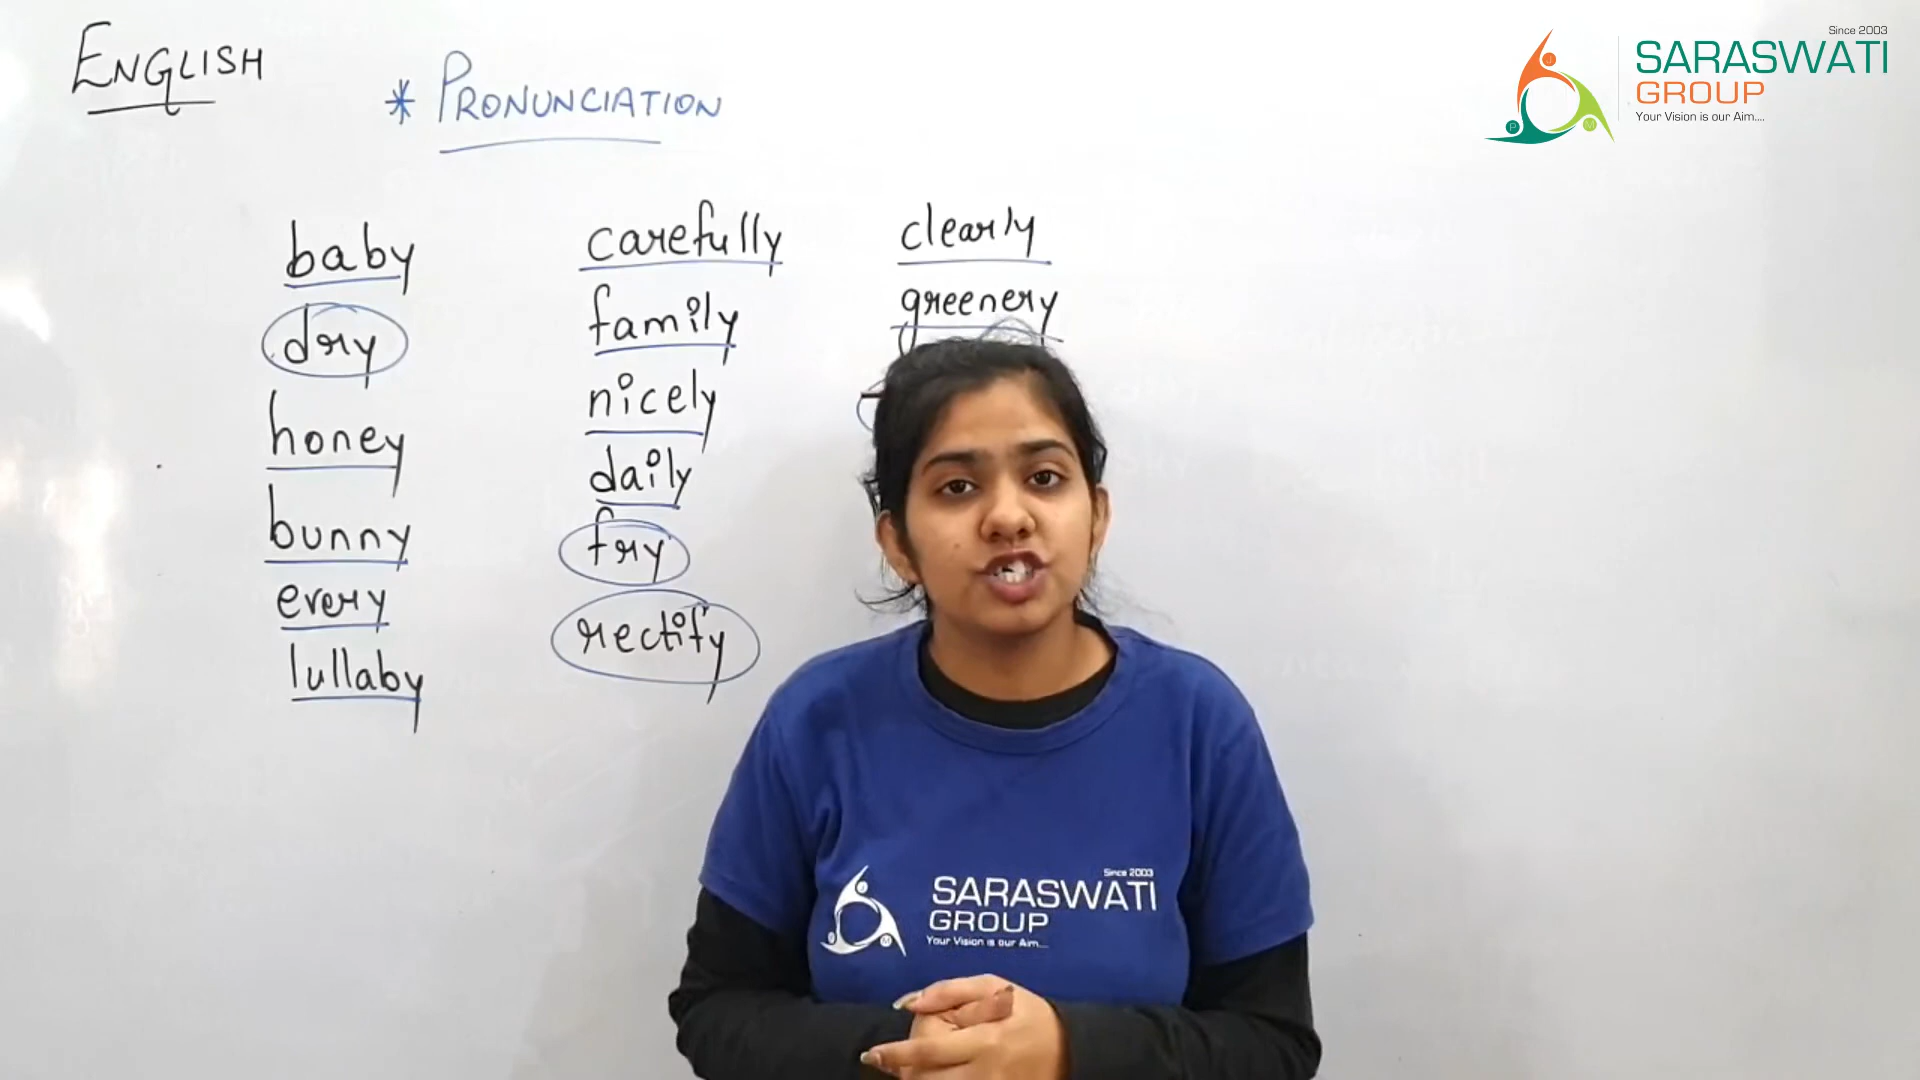 ENGLISH
* PRONUNCIATION
baby
dry
honey
bunny
every
lullaby
carefully
family
nicely
daily
fry
rectify
clearly
greenery
Since 2003
SARASWATI
GROUP
Your Vision is our Aim....
Since 2003
SARASWATI
GROUP
Your Vision is our Aim....